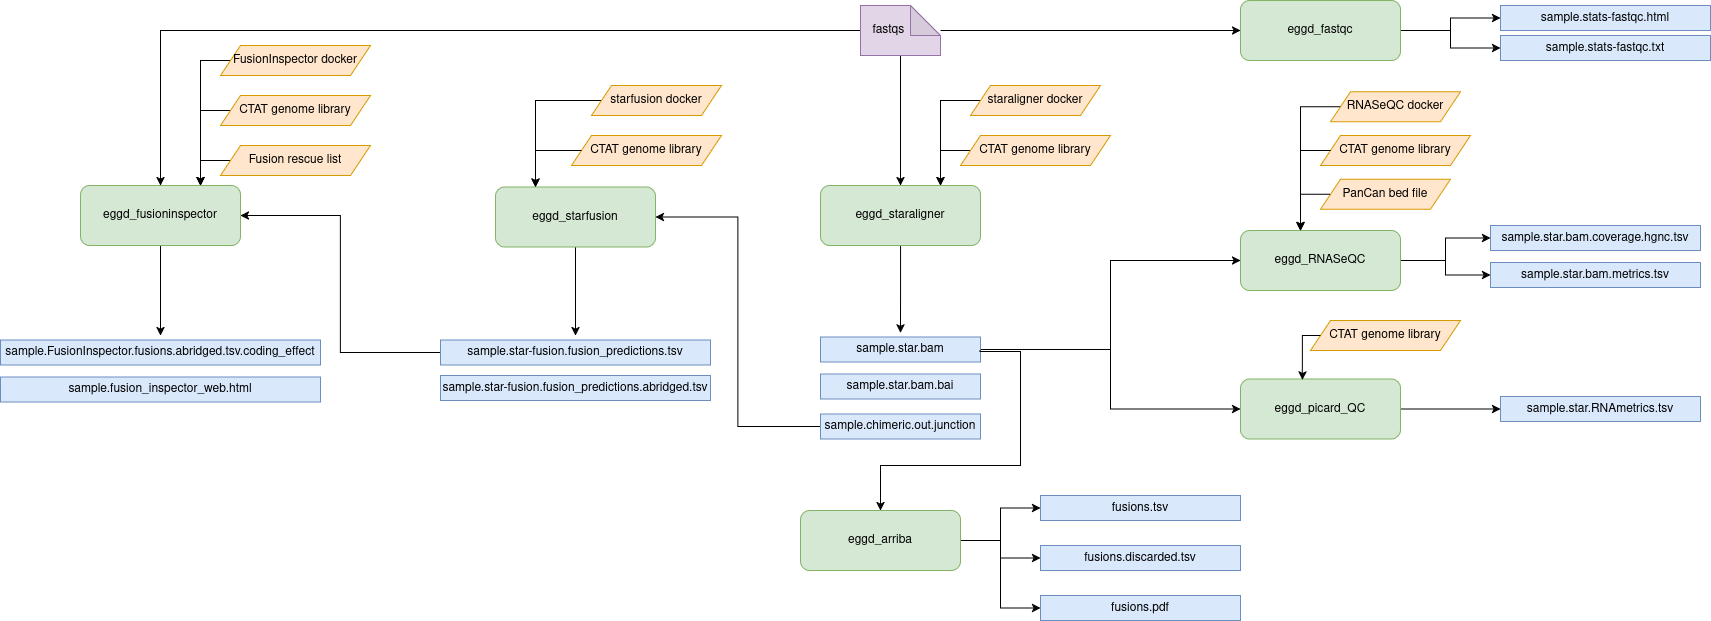 fastqs
eggd_fastqc
sample.stats-fastqc.html
sample.stats-fastqc.txt
FusionInspector docker
CTAT genome library
Fusion rescue list
starfusion docker
CTAT genome library
staraligner docker
CTAT genome library
RNASeQC docker
CTAT genome library
PanCan bed file
eggd_fusioninspector
eggd_starfusion
eggd_staraligner
eggd_RNASeQC
sample.star.bam.coverage.hgnc.tsv
sample.star.bam.metrics.tsv
CTAT genome library
sample.FusionInspector.fusions.abridged.tsv.coding_effect
sample.fusion_inspector_web.html
sample.star-fusion.fusion_predictions.tsv
sample.star-fusion.fusion_predictions.abridged.tsv
sample.star.bam
sample.star.bam.bai
sample.chimeric.out.junction
eggd_picard_QC
sample.star.RNAmetrics.tsv
eggd_arriba
fusions.tsv
fusions.discarded.tsv
fusions.pdf